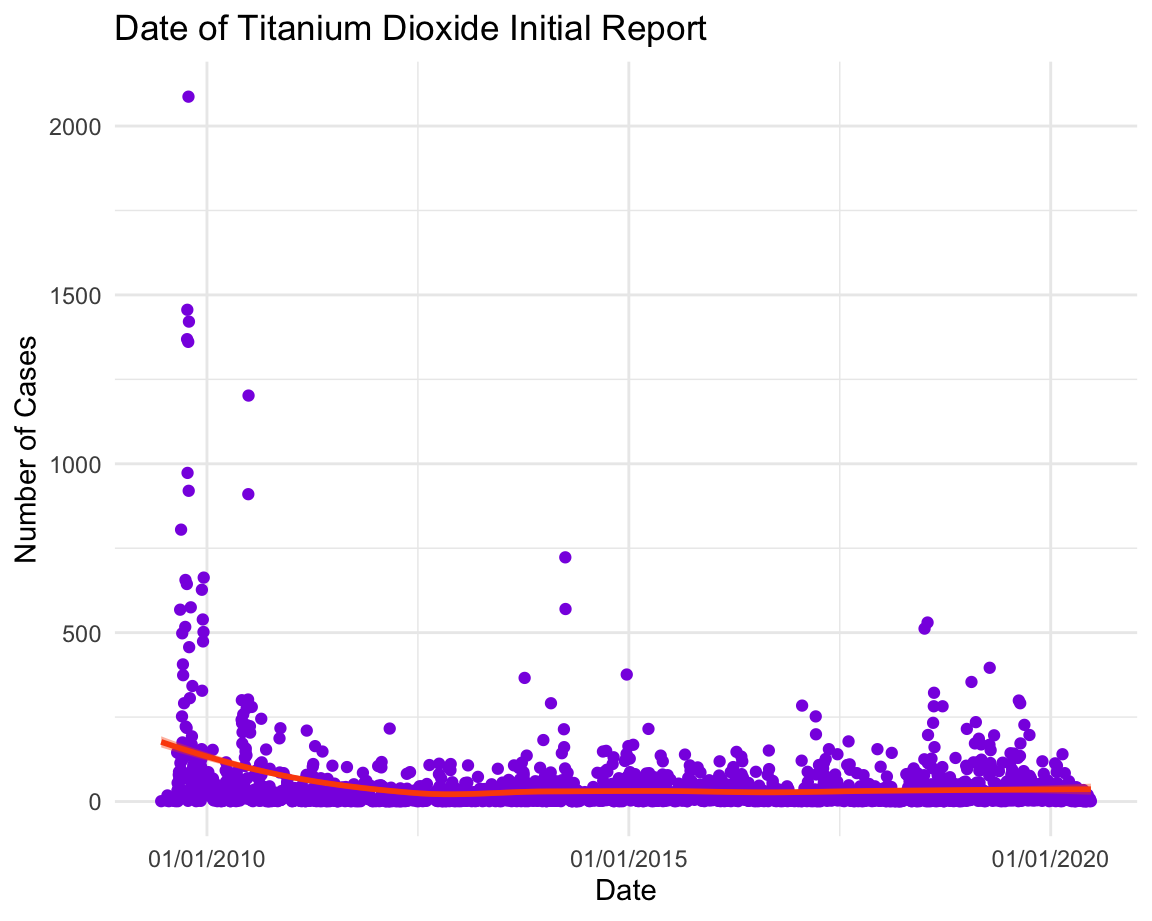 Date of Titanium Dioxide Initial Report
Number of Cases
2000
1500
1000
500
0
01/01/2010
01/01/2015
01/01/2020
Date